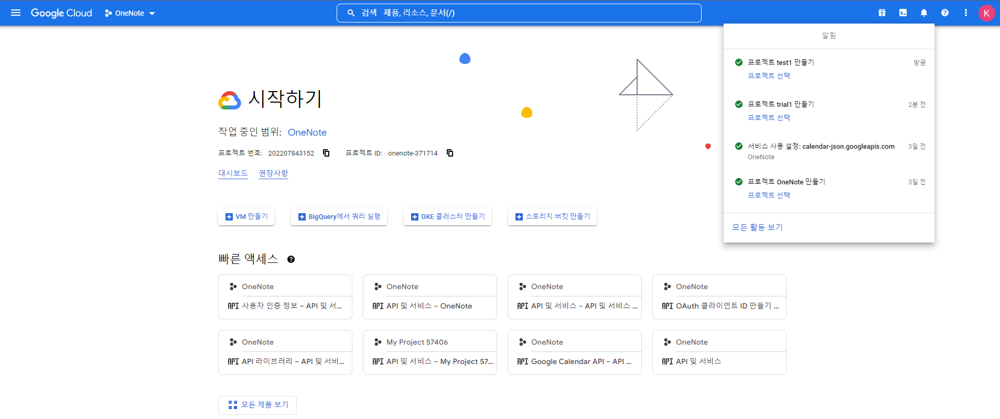 Google Cloud
OneNote
검색 제품, 리소스, 문서(/)
K
알림
프로젝트 test1 만들기
방금
프로젝트 선택
프로젝트 trial1 만들기
2분 전
프로젝트 선택
서비스 사용 설정: calendar-json.googleapis.com
3일 전
OneNote
프로젝트 OneNote 만들기
3일 전
프로젝트 선택
모든 활동 보기
시작하기
작업 중인 범위: OneNote
프로젝트 번호: 202207843152
프로젝트 ID: onenote-371714
대시보드
권장사항
VM 만들기
BigQuery에서 쿼리 실행
GKE 클러스터 만들기
스토리지 버킷 만들기
빠른 액세스
OneNote
API 사용자 인증 정보 – API 및 서...
OneNote
API API 및 서비스 – OneNote
OneNote
API API 및 서비스 – API 및 서비스 ...
OneNote
API OAuth 클라이언트 ID 만들기 ...
OneNote
API API 라이브러리 – API 및 서비...
My Project 57406
API API 및 서비스 – My Project 57...
OneNote
API Google Calendar API – API ...
OneNote
API API 및 서비스
모든 제품 보기